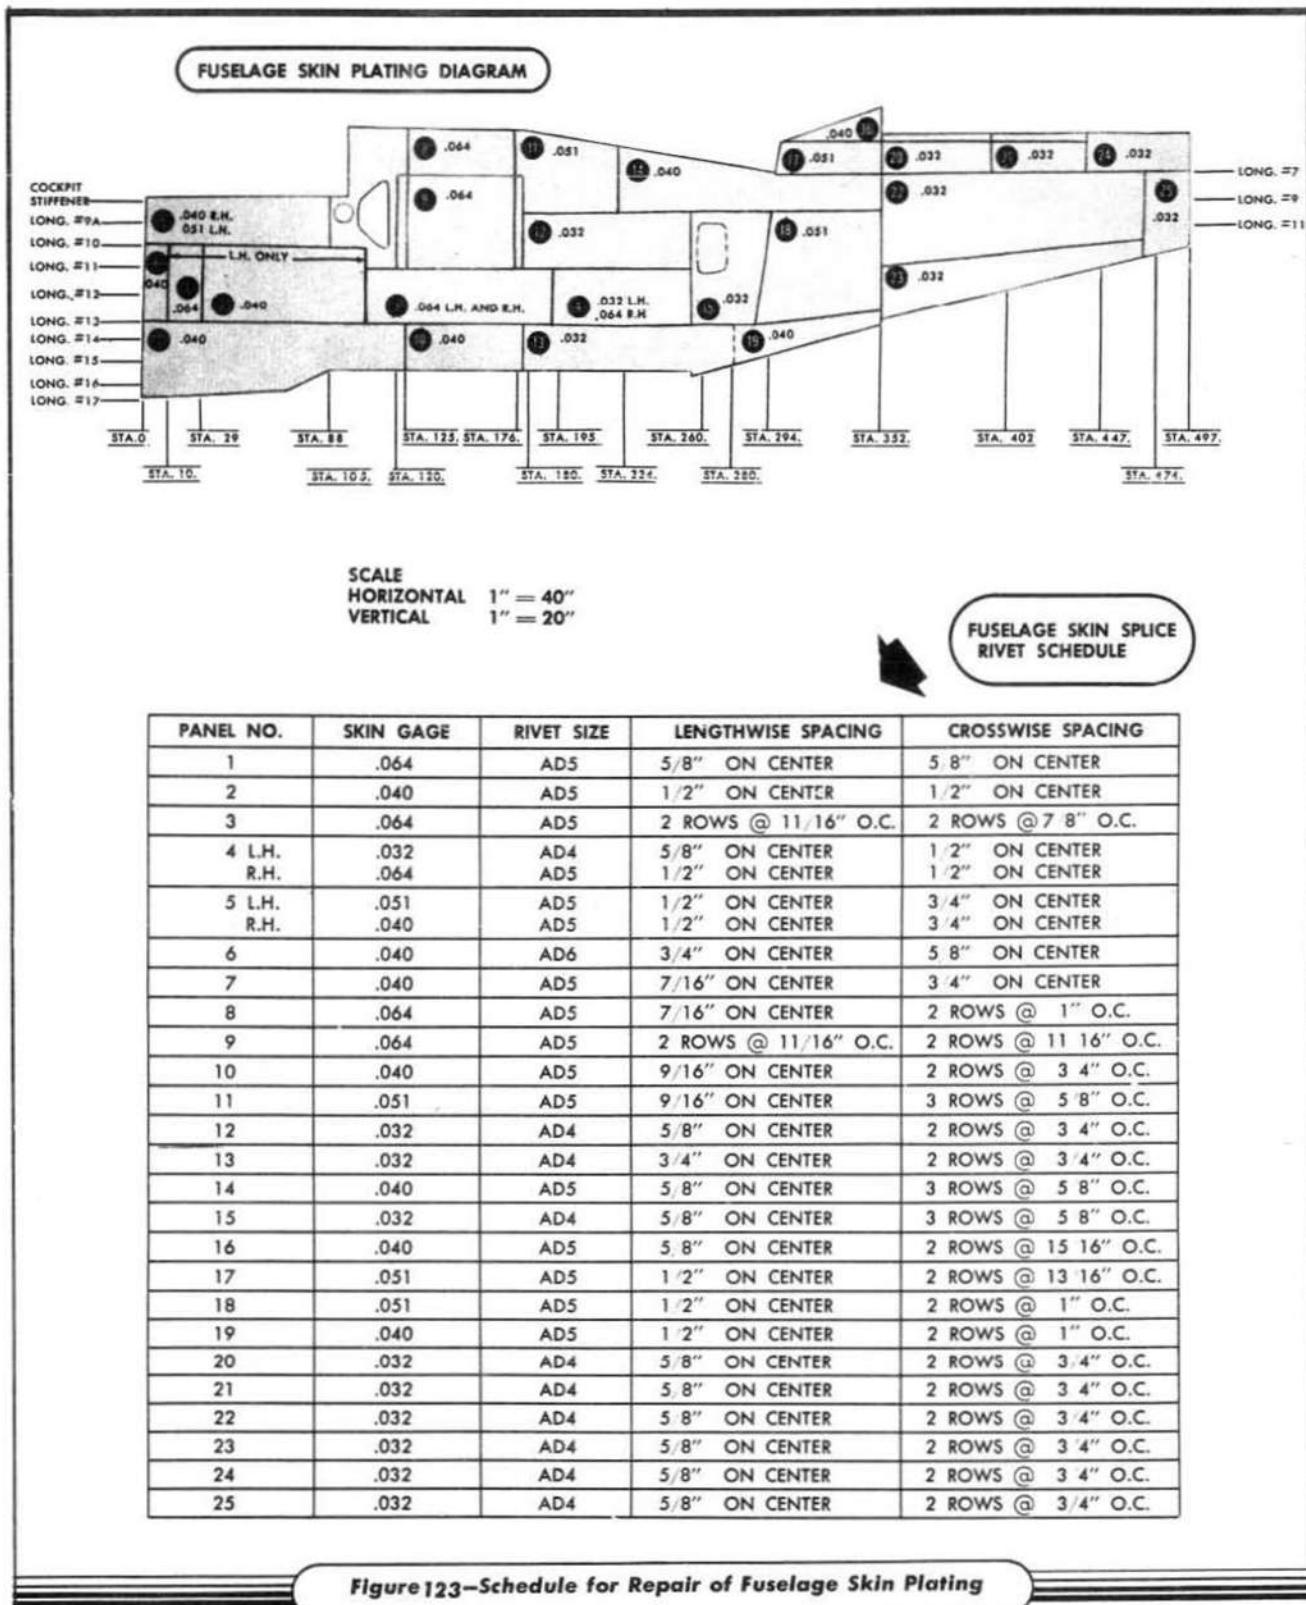 FUSELAGE SKIN PLATING DIAGRAM
COCKPIT
STIFFENER
LONG. #9A
LONG. #10
LONG. #11
LONG. #12
LONG. #13
LONG. #14
LONG. #15
LONG. #16
LONG. #17
.040 R.H.
.051 L.H.
L.H. ONLY
.040
.064
.040
.040
.064
.064
.064 L.H. AND R.H.
.040
11 .051
14 .040
12 .032
.032 L.H.
.064 R.H
13 .032
15 .032
18 .051
19 .040
.040 16
17 .051
20 .032
.032
24 .032
22 .032
25
.032
23 .032
LONG. #7
LONG. #9
LONG. #11
STA.0. STA. 29 STA. 88 STA. 125. STA. 176. STA. 195 STA. 260. STA. 294. STA. 352. STA. 402 STA. 447. STA. 497.
STA. 10. STA. 105. STA. 120. STA. 180. STA. 224. STA. 280. STA. 474.
SCALE
HORIZONTAL 1" = 40"
VERTICAL 1" = 20"
FUSELAGE SKIN SPLICE
RIVET SCHEDULE
PANEL NO. SKIN GAGE RIVET SIZE LENGTHWISE SPACING CROSSWISE SPACING
1 .064 AD5 5/8" ON CENTER 5/8" ON CENTER
2 .040 AD5 1/2" ON CENTER 1/2" ON CENTER
3 .064 AD5 2 ROWS @ 11/16" O.C. 2 ROWS @ 7/8" O.C.
4 L.H. .032 AD4 5/8" ON CENTER 1/2" ON CENTER
R.H. .064 AD5 1/2" ON CENTER 1/2" ON CENTER
5 L.H. .051 AD5 1/2" ON CENTER 3/4" ON CENTER
R.H. .040 AD5 1/2" ON CENTER 3/4" ON CENTER
6 .040 AD6 3/4" ON CENTER 5/8" ON CENTER
7 .040 AD5 7/16" ON CENTER 3/4" ON CENTER
8 .064 AD5 7/16" ON CENTER 2 ROWS @ 1" O.C.
9 .064 AD5 2 ROWS @ 11/16" O.C. 2 ROWS @ 11/16" O.C.
10 .040 AD5 9/16" ON CENTER 2 ROWS @ 3/4" O.C.
11 .051 AD5 9/16" ON CENTER 3 ROWS @ 5/8" O.C.
12 .032 AD4 5/8" ON CENTER 2 ROWS @ 3/4" O.C.
13 .032 AD4 3/4" ON CENTER 2 ROWS @ 3/4" O.C.
14 .040 AD5 5/8" ON CENTER 3 ROWS @ 5/8" O.C.
15 .032 AD4 5/8" ON CENTER 3 ROWS @ 5/8" O.C.
16 .040 AD5 5/8" ON CENTER 2 ROWS @ 15/16" O.C.
17 .051 AD5 1/2" ON CENTER 2 ROWS @ 13/16" O.C.
18 .051 AD5 1/2" ON CENTER 2 ROWS @ 1" O.C.
19 .040 AD5 1/2" ON CENTER 2 ROWS @ 1" O.C.
20 .032 AD4 5/8" ON CENTER 2 ROWS @ 3/4" O.C.
21 .032 AD4 5/8" ON CENTER 2 ROWS @ 3/4" O.C.
22 .032 AD4 5/8" ON CENTER 2 ROWS @ 3/4" O.C.
23 .032 AD4 5/8" ON CENTER 2 ROWS @ 3/4" O.C.
24 .032 AD4 5/8" ON CENTER 2 ROWS @ 3/4" O.C.
25 .032 AD4 5/8" ON CENTER 2 ROWS @ 3/4" O.C.
Figure 123—Schedule for Repair of Fuselage Skin Plating